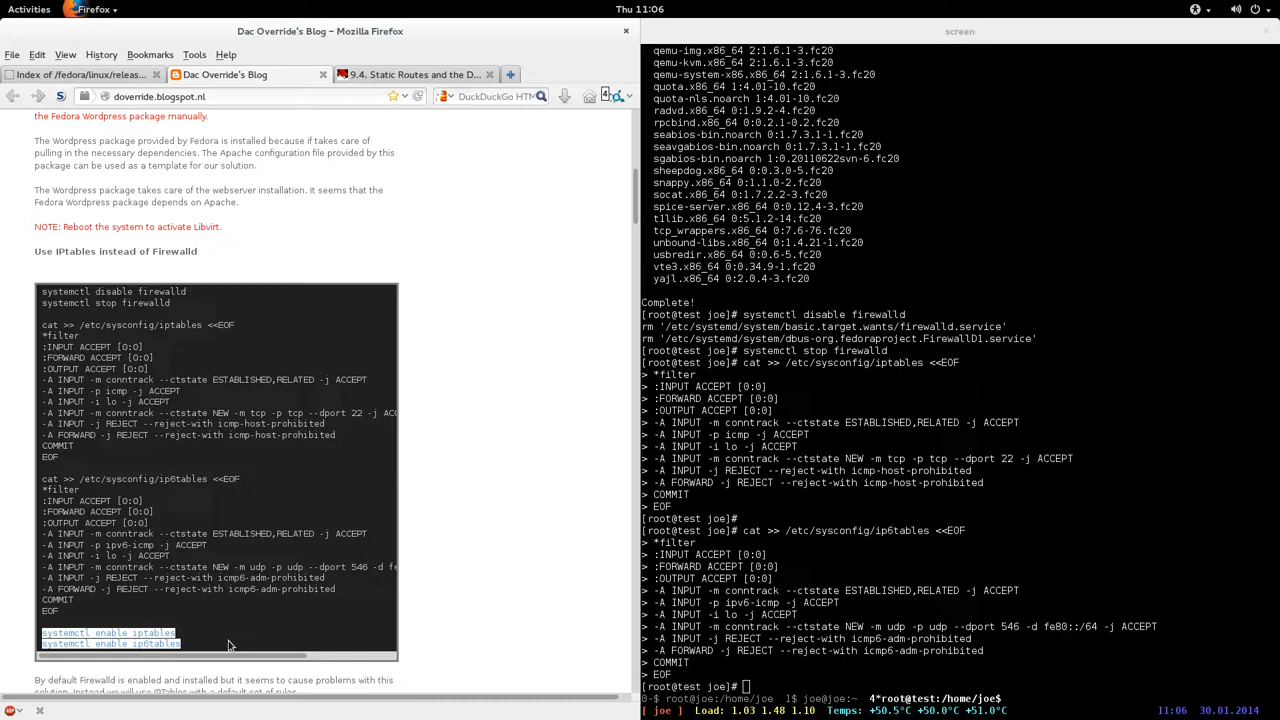 Activities
Firefox
Thu 11:06
Dac Override's Blog – Mozilla Firefox
File Edit View History Bookmarks Tools Help
Index of /fedora/linux/releas...
Dac Override's Blog
9.4. Static Routes and the D...
doverride.blogspot.nl
DuckDuckGo HTM
4
the Fedora Wordpress package manually.
The Wordpress package provided by Fedora is installed because if takes care of
pulling in the necessary dependencies. The Apache configuration file provided by this
package can be used as a template for our solution.
The Wordpress package takes care of the webserver installation. It seems that the
Fedora Wordpress package depends on Apache.
NOTE: Reboot the system to activate Libvirt.
Use IPtables instead of Firewalld
systemctl disable firewalld
systemctl stop firewalld
cat >> /etc/sysconfig/iptables <<EOF
*filter
:INPUT ACCEPT [0:0]
:FORWARD ACCEPT [0:0]
:OUTPUT ACCEPT [0:0]
-A INPUT -m conntrack --ctstate ESTABLISHED,RELATED -j ACCEPT
-A INPUT -p icmp -j ACCEPT
-A INPUT -i lo -j ACCEPT
-A INPUT -m conntrack --ctstate NEW -m tcp -p tcp --dport 22 -j ACC
-A INPUT -j REJECT --reject-with icmp-host-prohibited
-A FORWARD -j REJECT --reject-with icmp-host-prohibited
COMMIT
EOF
cat >> /etc/sysconfig/ip6tables <<EOF
*filter
:INPUT ACCEPT [0:0]
:FORWARD ACCEPT [0:0]
:OUTPUT ACCEPT [0:0]
-A INPUT -m conntrack --ctstate ESTABLISHED,RELATED -j ACCEPT
-A INPUT -p ipv6-icmp -j ACCEPT
-A INPUT -i lo -j ACCEPT
-A INPUT -m conntrack --ctstate NEW -m udp -p udp --dport 546 -d fe
-A INPUT -j REJECT --reject-with icmp6-adm-prohibited
-A FORWARD -j REJECT --reject-with icmp6-adm-prohibited
COMMIT
EOF
systemctl enable iptables
systemctl enable ip6tables
By default Firewalld is enabled and installed but it seems to cause problems with this
solution. Instead we will use IPTables with a default set of rules.
screen
qemu-img.x86_64 2:1.6.1-3.fc20
qemu-kvm.x86_64 2:1.6.1-3.fc20
qemu-system-x86.x86_64 2:1.6.1-3.fc20
quota.x86_64 1:4.01-10.fc20
quota-nls.noarch 1:4.01-10.fc20
radvd.x86_64 0:1.9.2-4.fc20
rpcbind.x86_64 0:0.2.1-0.2.fc20
seabios-bin.noarch 0:1.7.3.1-1.fc20
seavgabios-bin.noarch 0:1.7.3.1-1.fc20
sgabios-bin.noarch 1:0.20110622svn-6.fc20
sheepdog.x86_64 0:0.3.0-5.fc20
snappy.x86_64 0:1.1.0-2.fc20
socat.x86_64 0:1.7.2.2-3.fc20
spice-server.x86_64 0:0.12.4-3.fc20
t1lib.x86_64 0:5.1.2-14.fc20
tcp_wrappers.x86_64 0:7.6-76.fc20
unbound-libs.x86_64 0:1.4.21-1.fc20
usbredir.x86_64 0:0.6-5.fc20
vte3.x86_64 0:0.34.9-1.fc20
yajl.x86_64 0:2.0.4-3.fc20
Complete!
[root@test joe]# systemctl disable firewalld
rm '/etc/systemd/system/basic.target.wants/firewalld.service'
rm '/etc/systemd/system/dbus-org.fedoraproject.FirewallD1.service'
[root@test joe]# systemctl stop firewalld
[root@test joe]# cat >> /etc/sysconfig/iptables <<EOF
> *filter
> :INPUT ACCEPT [0:0]
> :FORWARD ACCEPT [0:0]
> :OUTPUT ACCEPT [0:0]
> -A INPUT -m conntrack --ctstate ESTABLISHED,RELATED -j ACCEPT
> -A INPUT -p icmp -j ACCEPT
> -A INPUT -i lo -j ACCEPT
> -A INPUT -m conntrack --ctstate NEW -m tcp -p tcp --dport 22 -j ACCEPT
> -A INPUT -j REJECT --reject-with icmp-host-prohibited
> -A FORWARD -j REJECT --reject-with icmp-host-prohibited
> COMMIT
> EOF
[root@test joe]#
[root@test joe]# cat >> /etc/sysconfig/ip6tables <<EOF
> *filter
> :INPUT ACCEPT [0:0]
> :FORWARD ACCEPT [0:0]
> :OUTPUT ACCEPT [0:0]
> -A INPUT -m conntrack --ctstate ESTABLISHED,RELATED -j ACCEPT
> -A INPUT -p ipv6-icmp -j ACCEPT
> -A INPUT -i lo -j ACCEPT
> -A INPUT -m conntrack --ctstate NEW -m udp -p udp --dport 546 -d fe80::/64 -j ACCEPT
> -A INPUT -j REJECT --reject-with icmp6-adm-prohibited
> -A FORWARD -j REJECT --reject-with icmp6-adm-prohibited
> COMMIT
> EOF
[root@test joe]#
0-$ root@joe:/home/joe 1$ joe@joe:~ 4*root@test:/home/joe$
[ joe ] Load: 1.03 1.48 1.10 Temps: +50.5°C +50.0°C +51.0°C 11:06 30.01.2014